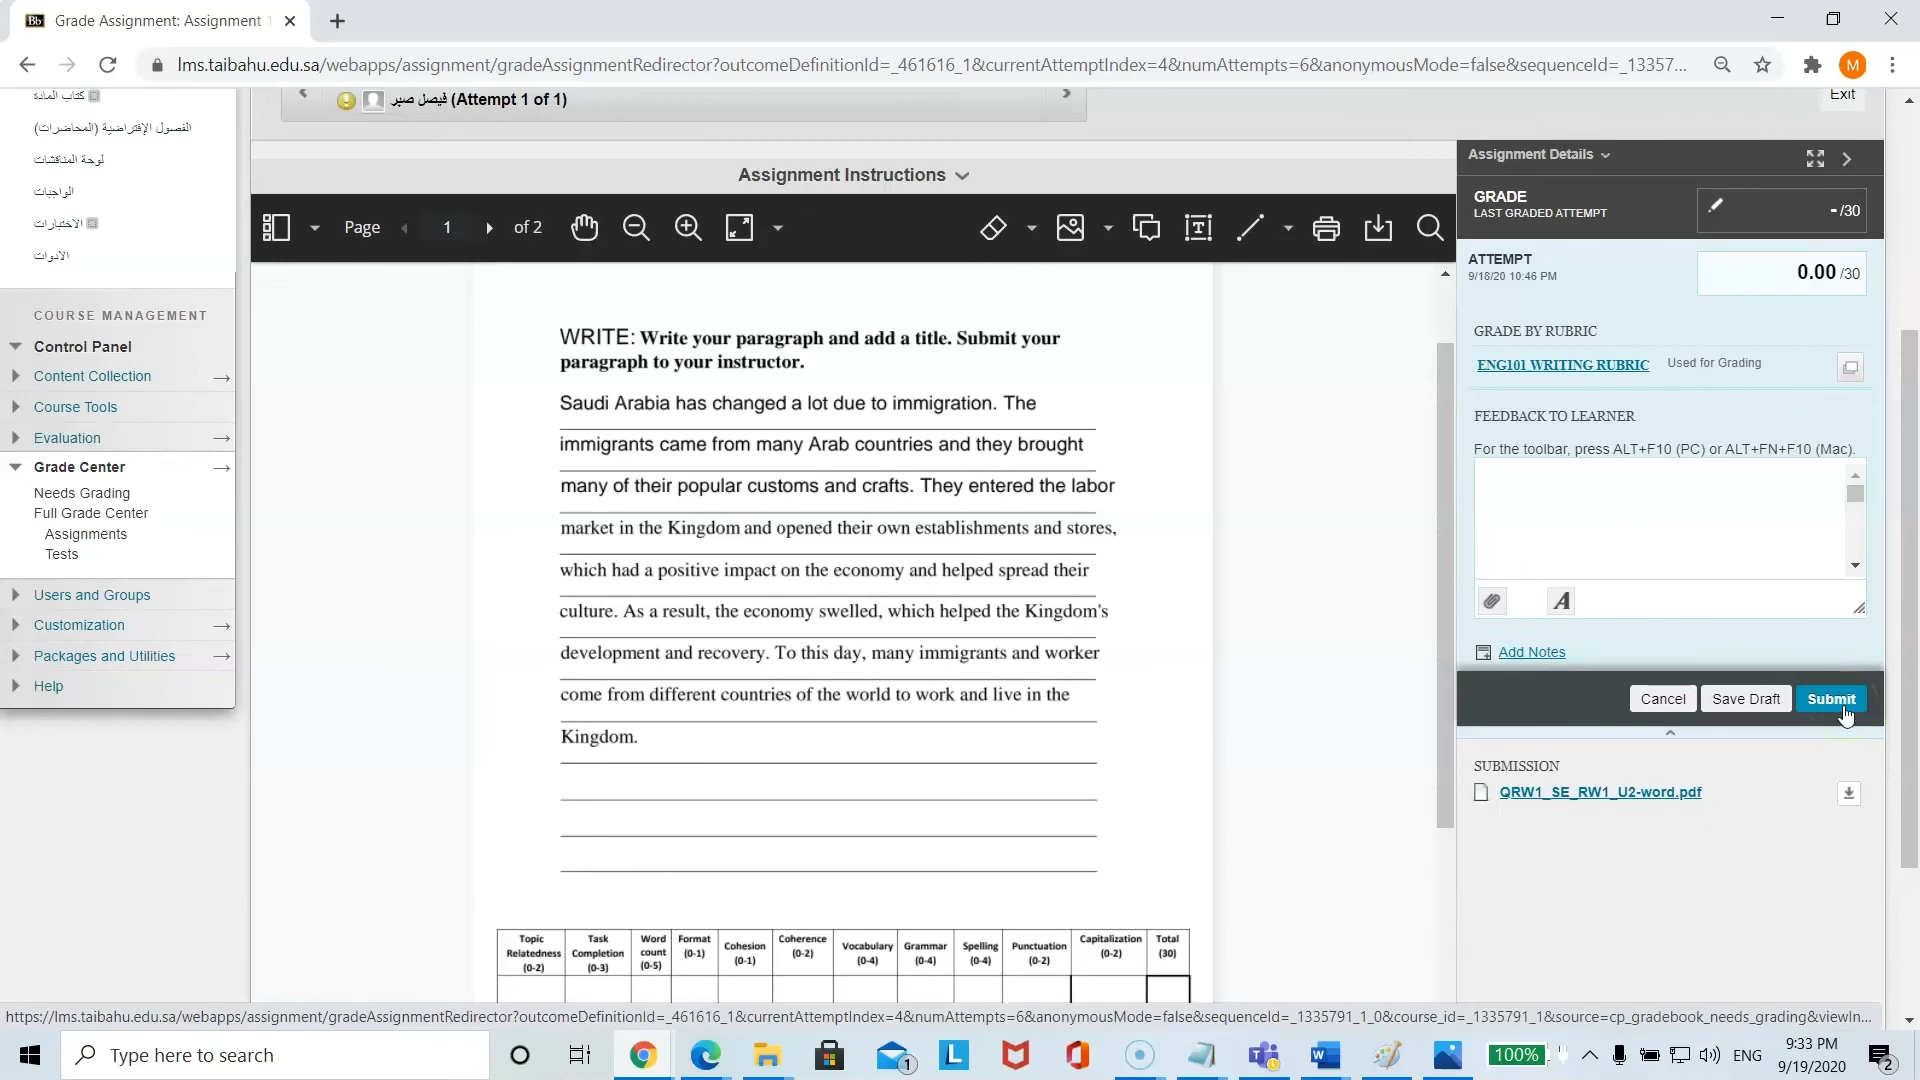 Bb Grade Assignment: Assignment
lms.taibahu.edu.sa/webapps/assignment/gradeAssignmentRedirector?outcomeDefinitionId=_461616_1&currentAttemptIndex=4&numAttempts=6&anonymousMode=false&sequenceId=_13357...
M
كتاب المادة
الفصول الإفتراضية (المحاضرات)
لوحة المناقشات
الواجبات
الاختبارات
الادوات
COURSE MANAGEMENT
Control Panel
Content Collection
Course Tools
Evaluation
Grade Center
Needs Grading
Full Grade Center
Assignments
Tests
Users and Groups
Customization
Packages and Utilities
Help
فيصل صبر (Attempt 1 of 1)
Exit
Assignment Instructions
Page 1 of 2
WRITE: Write your paragraph and add a title. Submit your
paragraph to your instructor.
Saudi Arabia has changed a lot due to immigration. The
immigrants came from many Arab countries and they brought
many of their popular customs and crafts. They entered the labor
market in the Kingdom and opened their own establishments and stores,
which had a positive impact on the economy and helped spread their
culture. As a result, the economy swelled, which helped the Kingdom's
development and recovery. To this day, many immigrants and worker
come from different countries of the world to work and live in the
Kingdom.
Topic Relatedness (0-2)
Task Completion (0-3)
Word count (0-5)
Format (0-1)
Cohesion (0-1)
Coherence (0-2)
Vocabulary (0-4)
Grammar (0-4)
Spelling (0-4)
Punctuation (0-2)
Capitalization (0-2)
Total (30)
Assignment Details
GRADE
LAST GRADED ATTEMPT
- /30
ATTEMPT
9/18/20 10:46 PM
0.00 /30
GRADE BY RUBRIC
ENG101 WRITING RUBRIC Used for Grading
FEEDBACK TO LEARNER
For the toolbar, press ALT+F10 (PC) or ALT+FN+F10 (Mac).
A
Add Notes
Cancel Save Draft Submit
SUBMISSION
QRW1_SE_RW1_U2-word.pdf
https://lms.taibahu.edu.sa/webapps/assignment/gradeAssignmentRedirector?outcomeDefinitionId=_461616_1&currentAttemptIndex=4&numAttempts=6&anonymousMode=false&sequenceId=_1335791_1_0&course_id=_1335791_1&source=cp_gradebook_needs_grading&viewIn...
Type here to search
1
L
100%
ENG
9:33 PM
9/19/2020
2